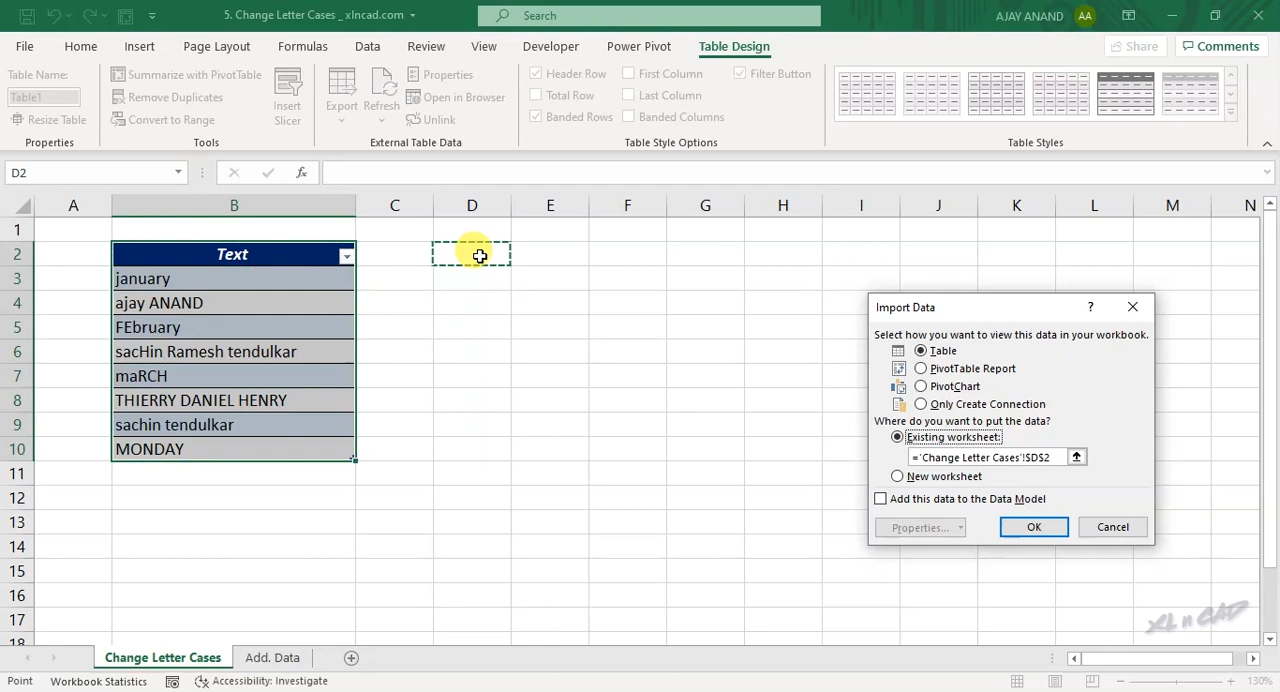 5. Change Letter Cases _ xlncad.com
Search
AJAY ANAND
AA
File
Home
Insert
Page Layout
Formulas
Data
Review
View
Developer
Power Pivot
Table Design
Share
Comments
Table Name:
Table1
Resize Table
Properties
Summarize with PivotTable
Remove Duplicates
Convert to Range
Tools
Insert
Slicer
Export
Refresh
Properties
Open in Browser
Unlink
External Table Data
Header Row
Total Row
Banded Rows
First Column
Last Column
Banded Columns
Filter Button
Table Style Options
Table Styles
D2
fx
A B C D E F G H I J K L M N
1
2 Text
3 january
4 ajay ANAND
5 FEbruary
6 sacHin Ramesh tendulkar
7 maRCH
8 THIERRY DANIEL HENRY
9 sachin tendulkar
10 MONDAY
11
12
13
14
15
16
17
18
Import Data
?
Select how you want to view this data in your workbook.
Table
PivotTable Report
PivotChart
Only Create Connection
Where do you want to put the data?
Existing worksheet:
='Change Letter Cases'!$D$2
New worksheet
Add this data to the Data Model
Properties...
OK
Cancel
XL n CAD
Change Letter Cases
Add. Data
Point
Workbook Statistics
Accessibility: Investigate
130%